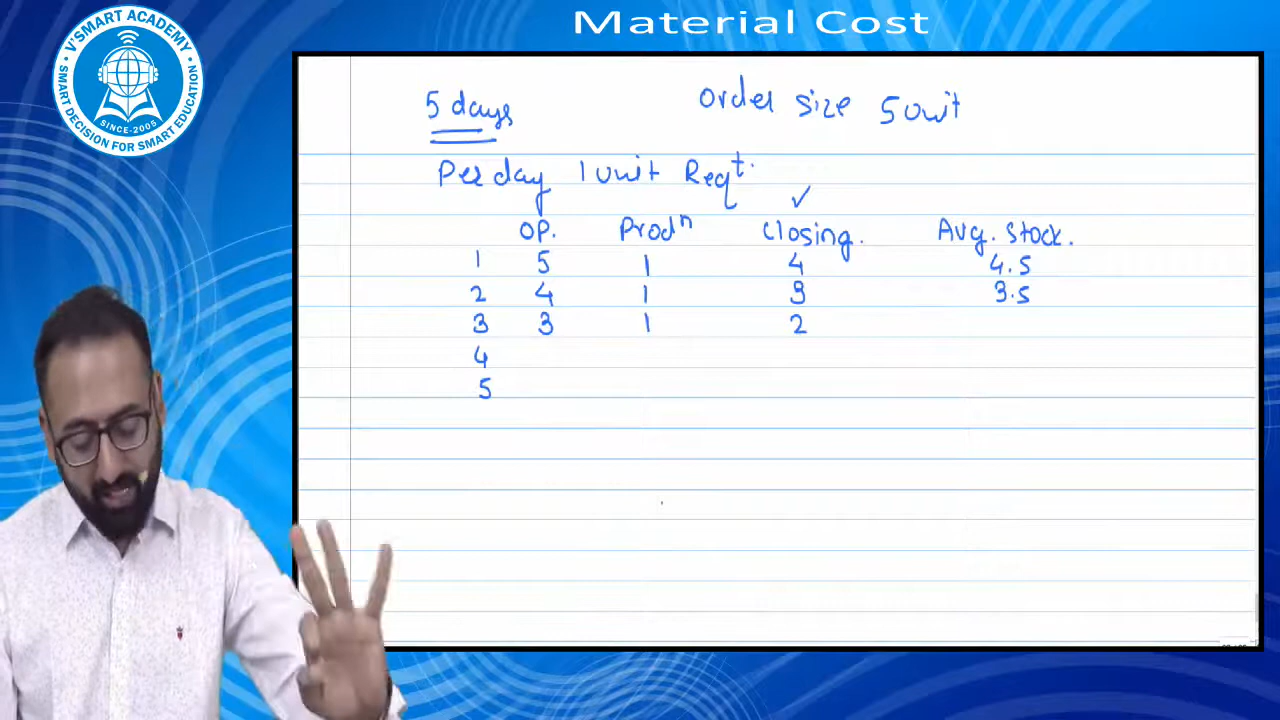 Material Cost
V'SMART ACADEMY
SMART DECISION FOR SMART EDUCATION
SINCE-2005
5 days Order size 5 unit
Per day 1 unit Reqt.
✓
OP. Prodn Closing. Avg. Stock.
1 5 1 4 4.5
2 4 1 3 3.5
3 3 1 2
4
5